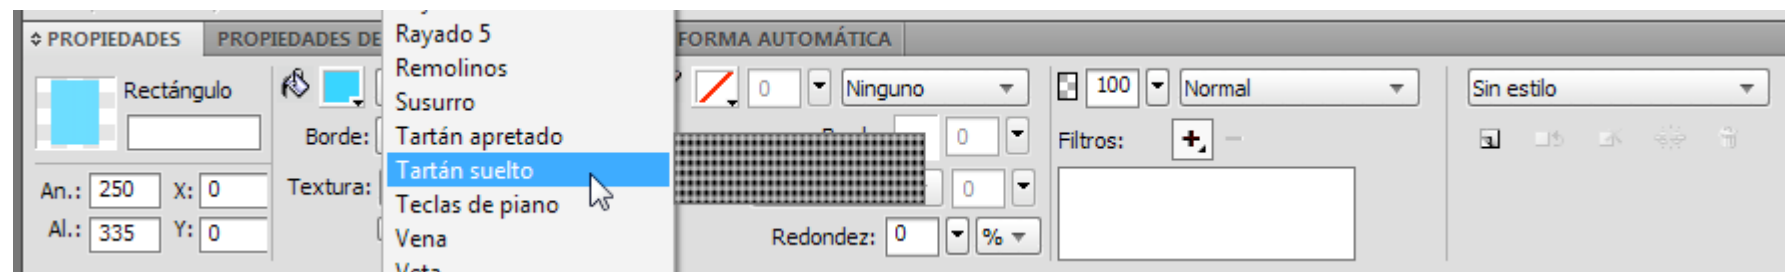 PROPIEDADES PROPIEDADES DE FORMA AUTOMÁTICA
Rayado 5
Remolinos
Susurro
Tartán apretado
Tartán suelto
Teclas de piano
Vena
Veta
Rectángulo
An.: 250 X: 0
Al.: 335 Y: 0
Borde:
Textura:
0 Ninguno
0
0
Redondez: 0 %
100 Normal
Filtros:
Sin estilo